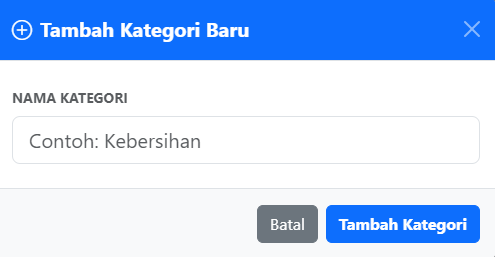 Tambah Kategori Baru
NAMA KATEGORI
Contoh: Kebersihan
Batal
Tambah Kategori